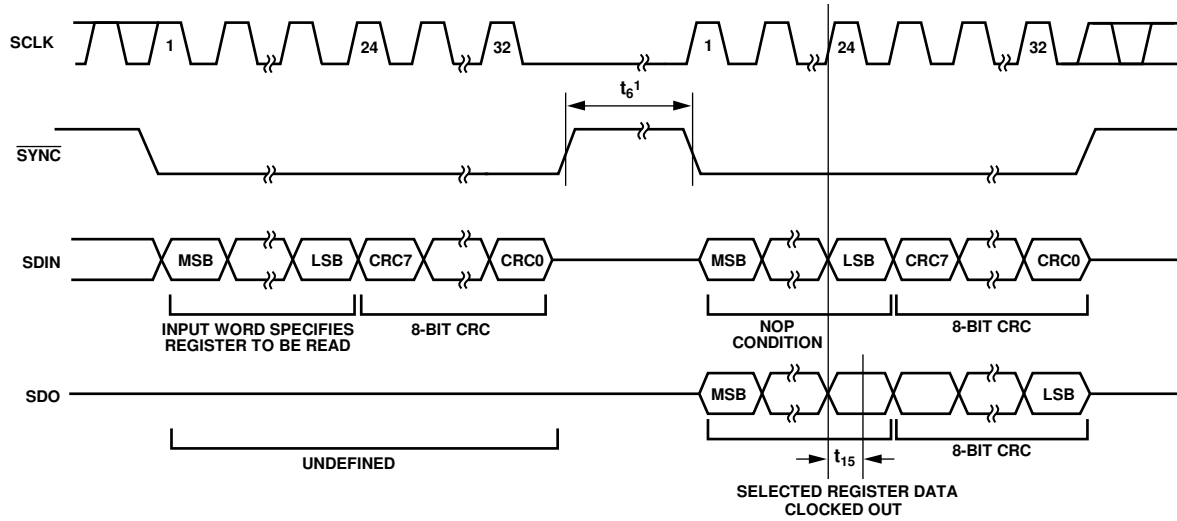 SCLK
1
24
32
1
24
32
t6¹
SYNC
SDIN
MSB
LSB
CRC7
CRC0
MSB
LSB
CRC7
CRC0
INPUT WORD SPECIFIES
REGISTER TO BE READ
8-BIT CRC
NOP
CONDITION
8-BIT CRC
SDO
MSB
LSB
UNDEFINED
t15
8-BIT CRC
SELECTED REGISTER DATA
CLOCKED OUT